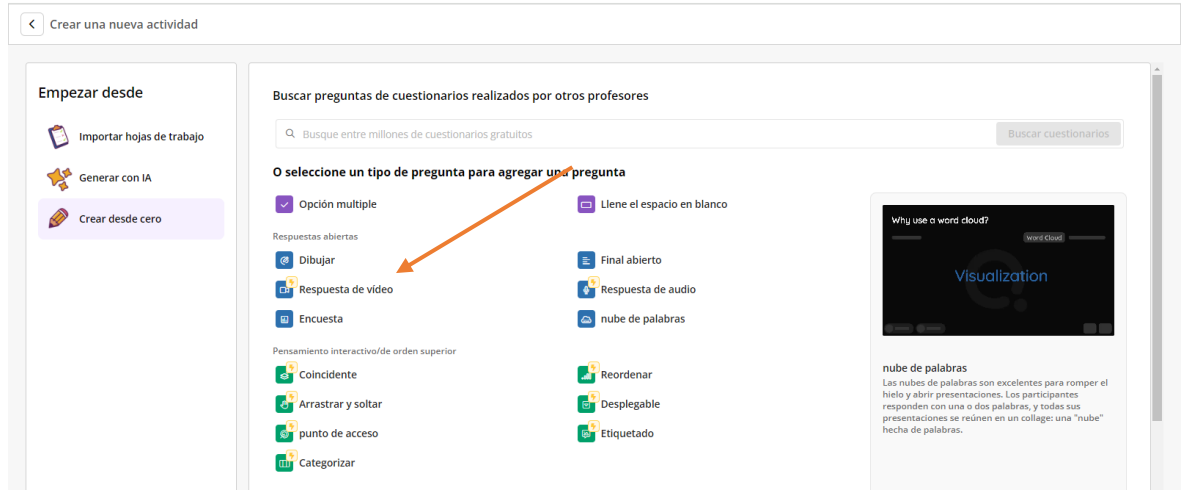 Crear una nueva actividad
Empezar desde
Importar hojas de trabajo
Generar con IA
Crear desde cero
Buscar preguntas de cuestionarios realizados por otros profesores
Busque entre millones de cuestionarios gratuitos
Buscar cuestionarios
O seleccione un tipo de pregunta para agregar una pregunta
Opción multiple
Llene el espacio en blanco
Respuestas abiertas
Dibujar
Final abierto
Respuesta de vídeo
Respuesta de audio
Encuesta
nube de palabras
Pensamiento interactivo/de orden superior
Coincidente
Reordenar
Arrastrar y soltar
Desplegable
punto de acceso
Etiquetado
Categorizar
Why use a word cloud?
Word Cloud
Visualization
nube de palabras
Las nubes de palabras son excelentes para romper el
hielo y abrir presentaciones. Los participantes
responden con una o dos palabras, y todas sus
presentaciones se reúnen en un collage: una "nube"
hecha de palabras.